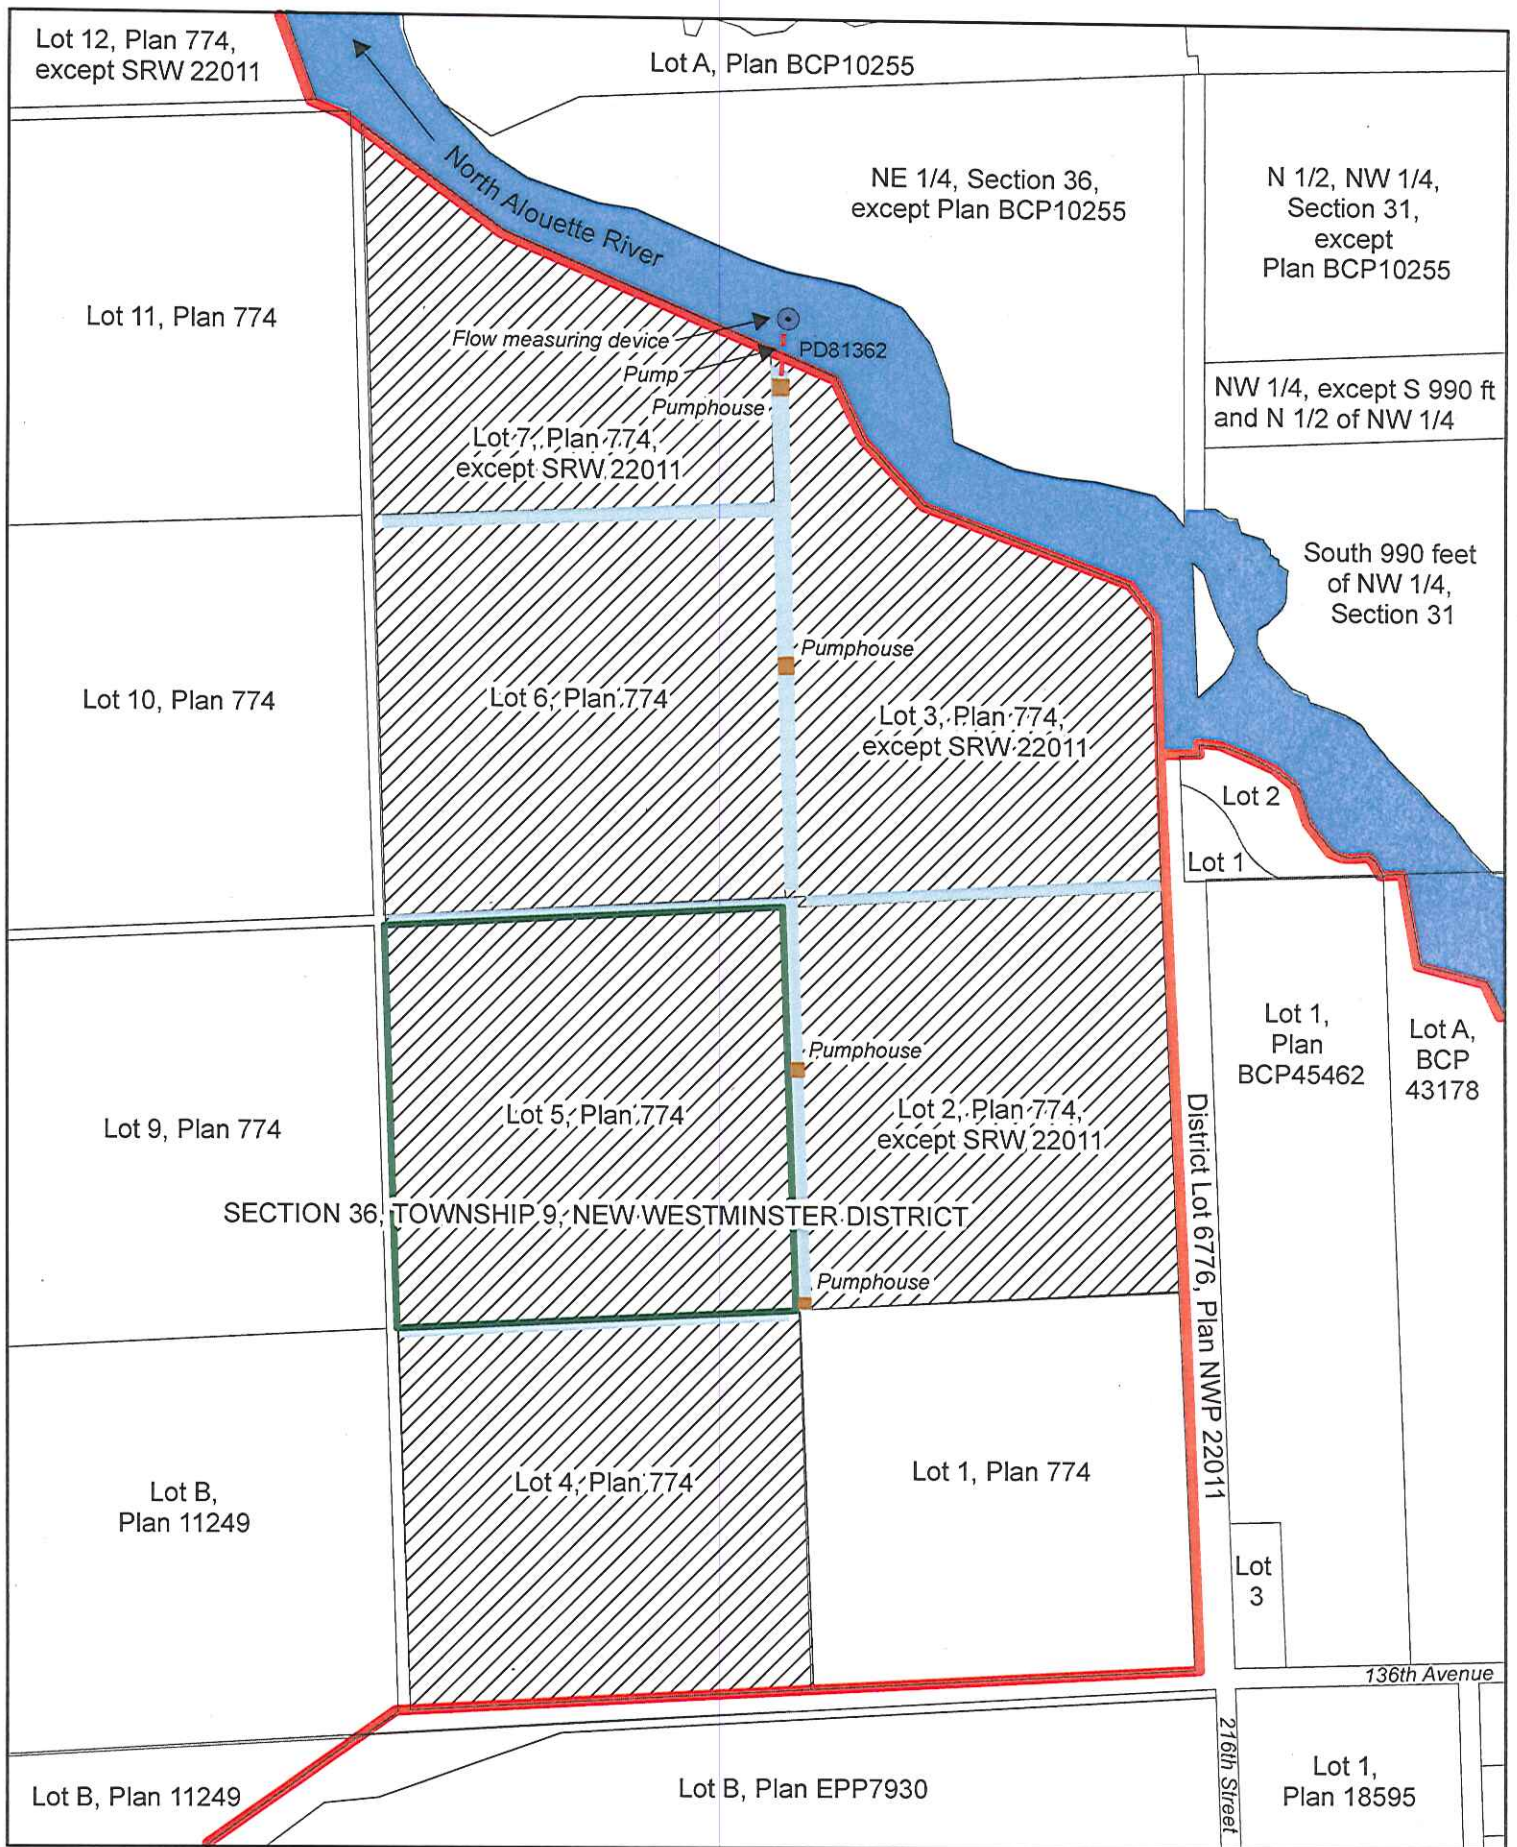 Lot 12, Plan 774,
except SRW 22011
Lot A, Plan BCP10255
North Alouette River
NE 1/4, Section 36,
except Plan BCP10255
N 1/2, NW 1/4,
Section 31,
except
Plan BCP10255
Lot 11, Plan 774
Flow measuring device
PD81362
Pump
Pumphouse
NW 1/4, except S 990 ft
and N 1/2 of NW 1/4
Lot 7, Plan 774,
except SRW 22011
South 990 feet
of NW 1/4,
Section 31
Pumphouse
Lot 10, Plan 774
Lot 6, Plan 774
Lot 3, Plan 774,
except SRW 22011
Lot 2
Lot 1
Lot 1,
Plan
BCP45462
Lot A,
BCP
43178
Pumphouse
Lot 9, Plan 774
Lot 5, Plan 774
Lot 2, Plan 774,
except SRW 22011
District Lot 6776, Plan NWP 22011
SECTION 36, TOWNSHIP 9, NEW WESTMINSTER DISTRICT
Pumphouse
Lot B,
Plan 11249
Lot 4, Plan 774
Lot 1, Plan 774
Lot
3
136th Avenue
216th Street
Lot B, Plan 11249
Lot B, Plan EPP7930
Lot 1,
Plan 18595